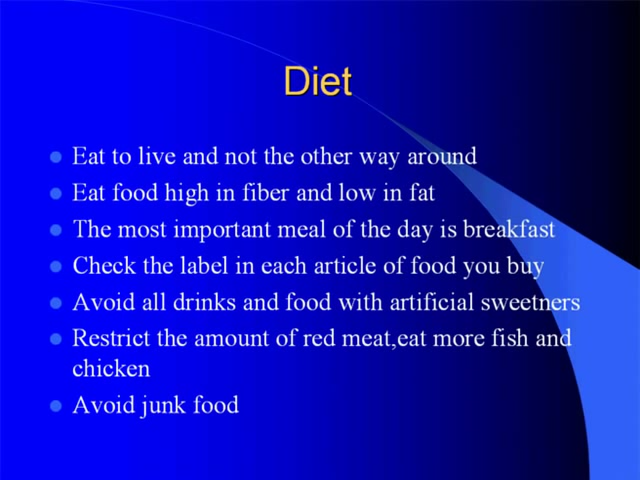 Diet
Eat to live and not the other way around
Eat food high in fiber and low in fat
The most important meal of the day is breakfast
Check the label in each article of food you buy
Avoid all drinks and food with artificial sweetners
Restrict the amount of red meat,eat more fish and
chicken
Avoid junk food